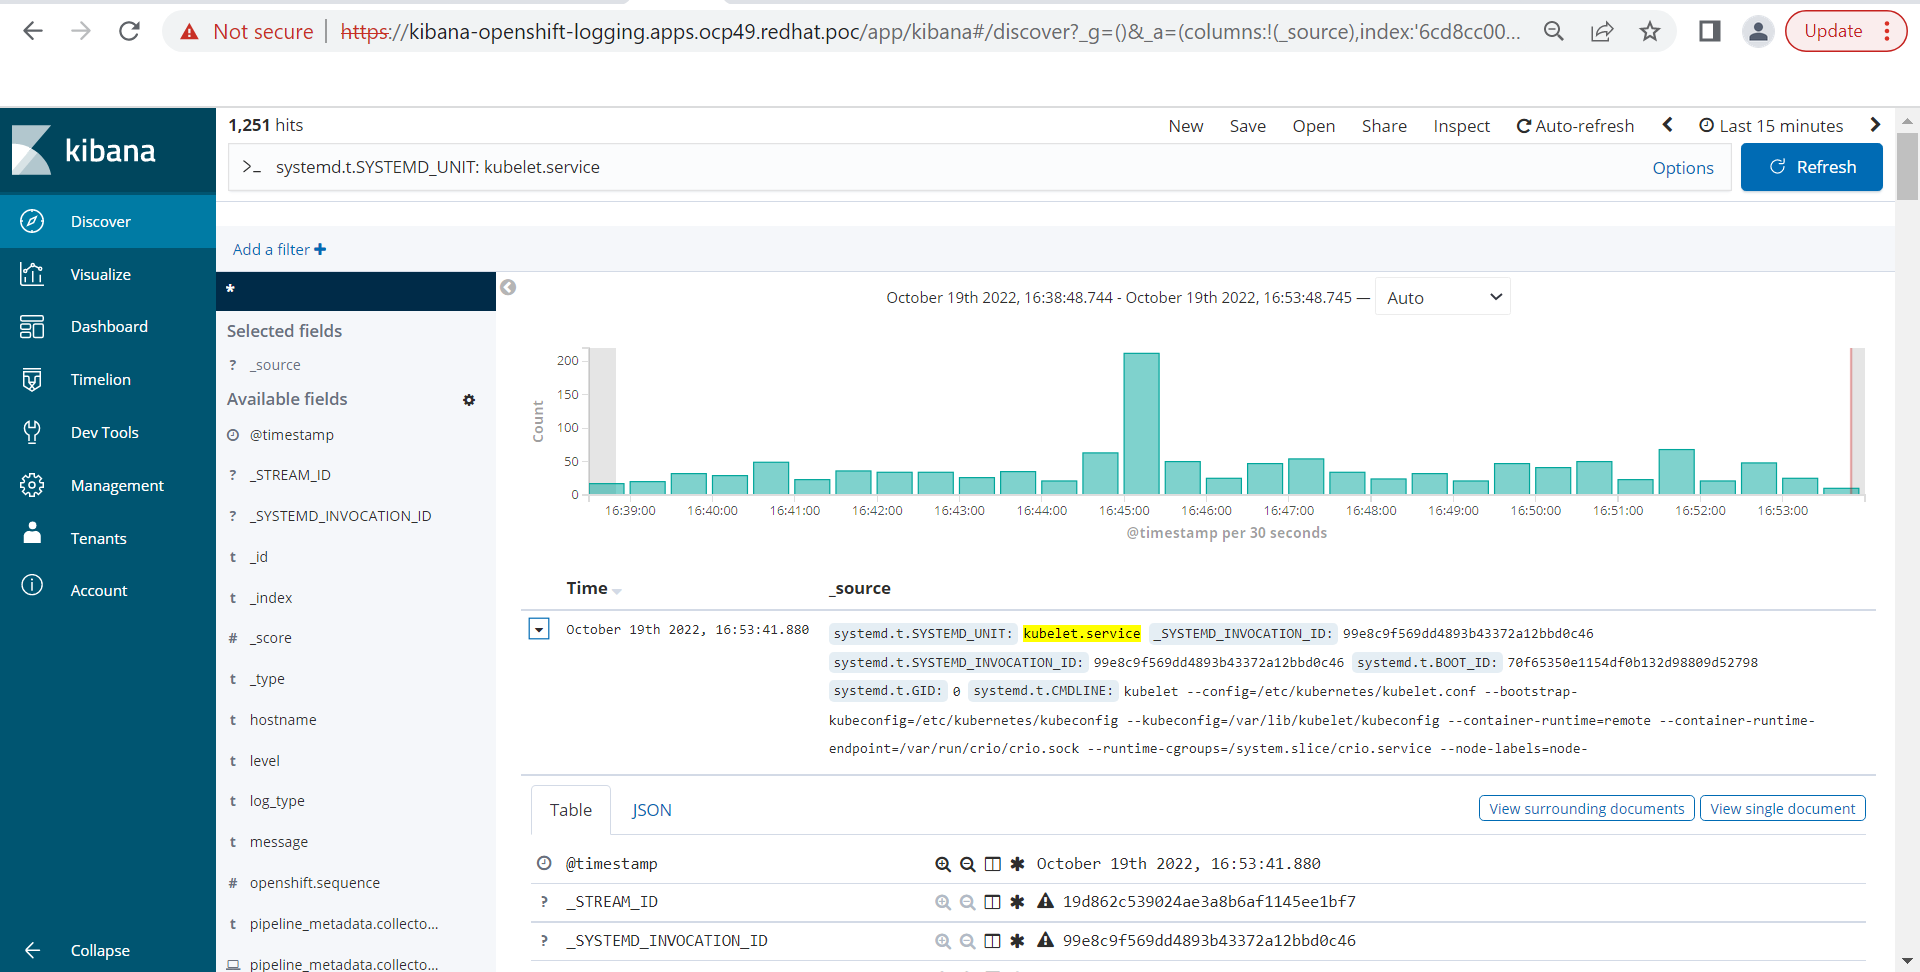 Not secure https://kibana-openshift-logging.apps.ocp49.redhat.poc/app/kibana#/discover?_g=()&_a=(columns:!(_source),index:'6cd8cc00... Update
kibana
Discover
Visualize
Dashboard
Timelion
Dev Tools
Management
Tenants
Account
Collapse
1,251 hits
New Save Open Share Inspect Auto-refresh Last 15 minutes
>_ systemd.t.SYSTEMD_UNIT: kubelet.service Options Refresh
Add a filter +
*
Selected fields
? _source
Available fields
@timestamp
? _STREAM_ID
? _SYSTEMD_INVOCATION_ID
t _id
t _index
# _score
t _type
t hostname
t level
t log_type
t message
# openshift.sequence
t pipeline_metadata.collecto...
pipeline_metadata.collecto...
October 19th 2022, 16:38:48.744 - October 19th 2022, 16:53:48.745 — Auto
Count
200
150
100
50
0
16:39:00 16:40:00 16:41:00 16:42:00 16:43:00 16:44:00 16:45:00 16:46:00 16:47:00 16:48:00 16:49:00 16:50:00 16:51:00 16:52:00 16:53:00
@timestamp per 30 seconds
Time _source
October 19th 2022, 16:53:41.880 systemd.t.SYSTEMD_UNIT: kubelet.service _SYSTEMD_INVOCATION_ID: 99e8c9f569dd4893b43372a12bbd0c46
systemd.t.SYSTEMD_INVOCATION_ID: 99e8c9f569dd4893b43372a12bbd0c46 systemd.t.BOOT_ID: 70f65350e1154df0b132d98809d52798
systemd.t.GID: 0 systemd.t.CMDLINE: kubelet --config=/etc/kubernetes/kubelet.conf --bootstrap-
kubeconfig=/etc/kubernetes/kubeconfig --kubeconfig=/var/lib/kubelet/kubeconfig --container-runtime=remote --container-runtime-
endpoint=/var/run/crio/crio.sock --runtime-cgroups=/system.slice/crio.service --node-labels=node-
Table JSON View surrounding documents View single document
@timestamp October 19th 2022, 16:53:41.880
? _STREAM_ID 19d862c539024ae3a8b6af1145ee1bf7
? _SYSTEMD_INVOCATION_ID 99e8c9f569dd4893b43372a12bbd0c46